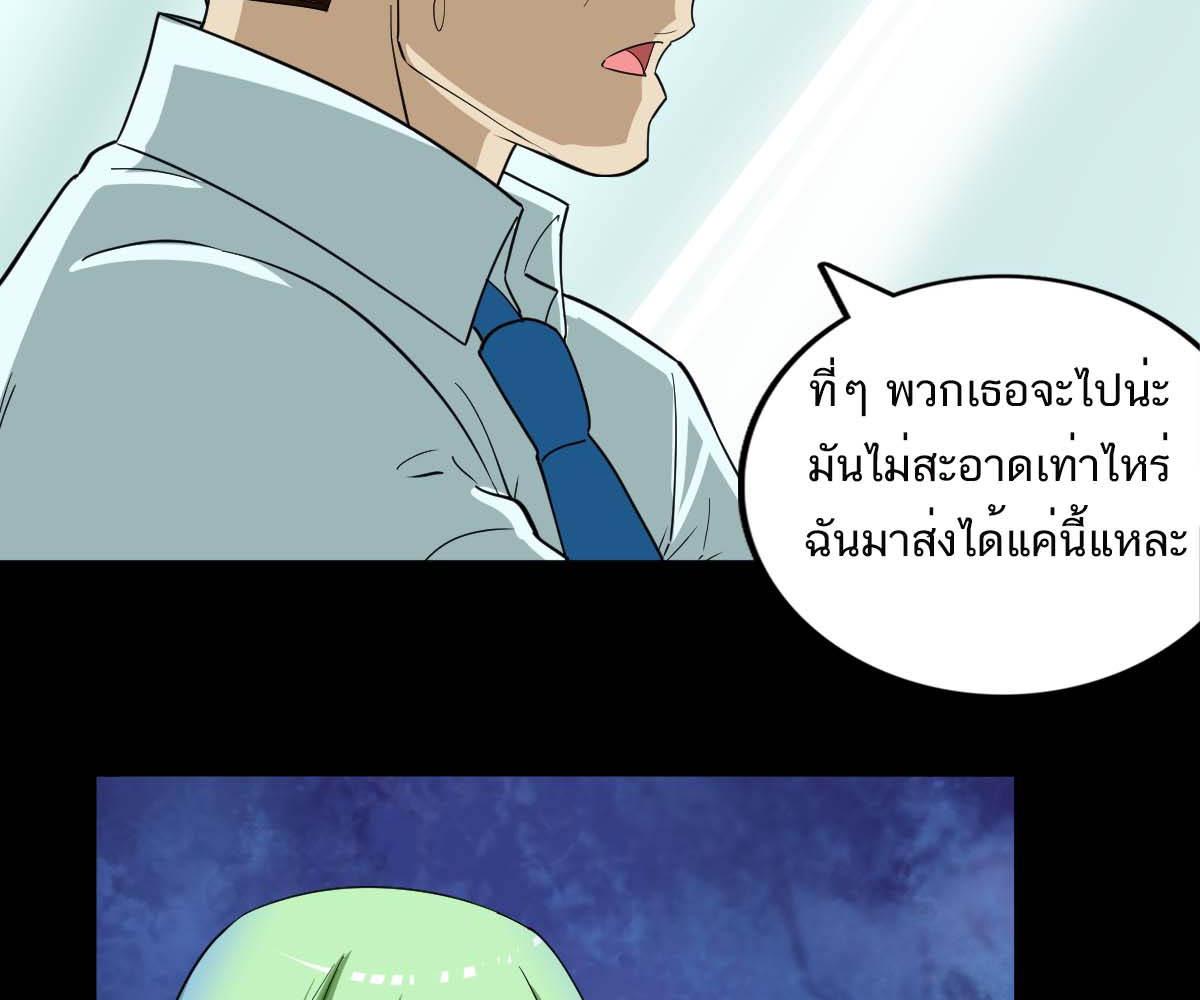 ที่ๆ พวกเธอจะไปน่ะ
มันไม่สะอาดเท่าไหร่
ฉันมาส่งได้แค่นี้แหละ